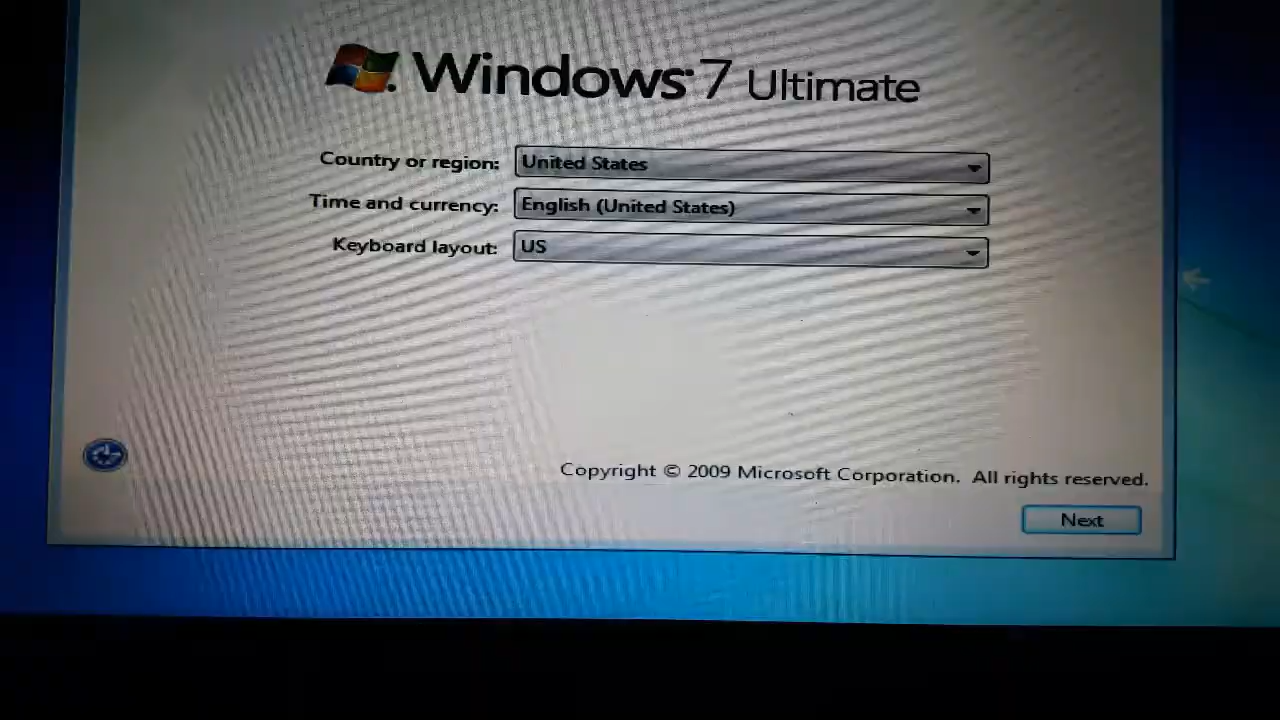 Windows 7 Ultimate
Country or region: United States
Time and currency: English (United States)
Keyboard layout: US
Copyright © 2009 Microsoft Corporation. All rights reserved.
Next